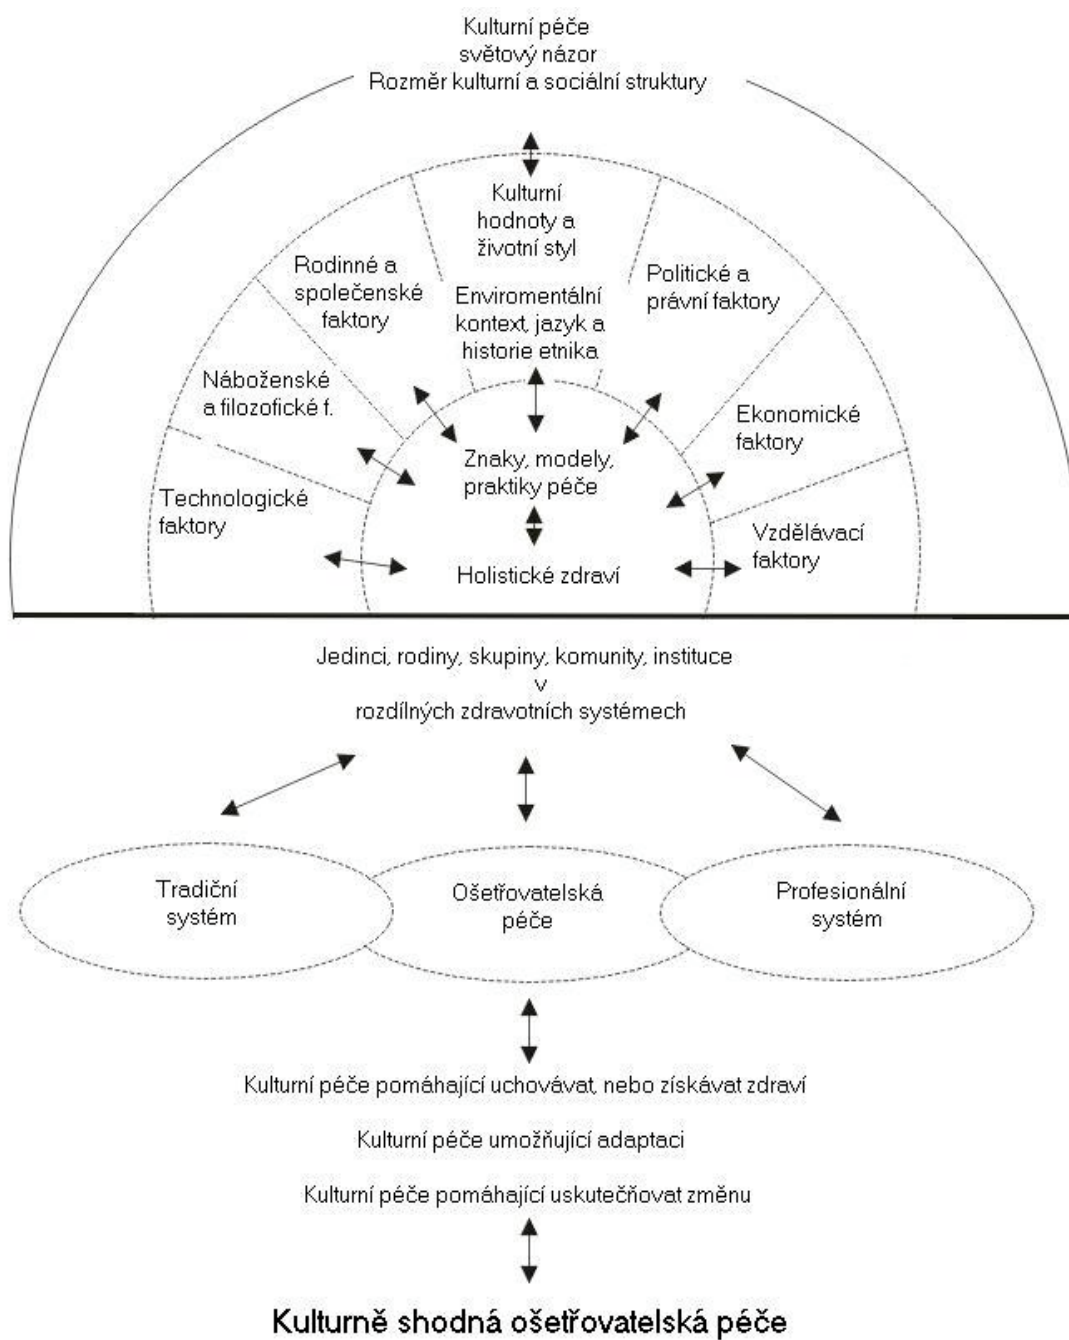 Kulturní péče
světový názor
Rozměr kulturní a sociální struktury
Kulturní
hodnoty a
životní styl
Rodinné a
společenské
faktory
Politické a
právní faktory
Enviromentální
kontext, jazyk a
historie etnika
Náboženské
a filozofické f.
Ekonomické
faktory
Znaky, modely,
praktiky péče
Technologické
faktory
Vzdělávací
faktory
Holistické zdraví
Jedinci, rodiny, skupiny, komunity, instituce
v
rozdílných zdravotních systémech
Tradiční
systém
Ošetřovatelská
péče
Profesionální
systém
Kulturní péče pomáhající uchovávat, nebo získávat zdraví
Kulturní péče umožňující adaptaci
Kulturní péče pomáhající uskutečňovat změnu
Kulturně shodná ošetřovatelská péče